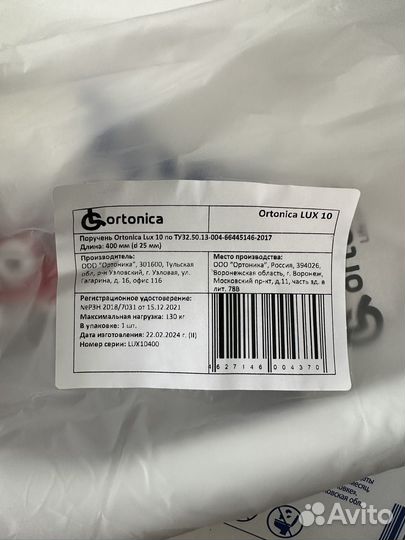 ortonica
Ortonica LUX 10
Поручень Ortonica Lux 10 по ТУ32.50.13-004-66445146-2017
Длина: 400 мм (d 25 мм)
Производитель:
ООО "Ортоника", 301600, Тульская
обл, р-н Узловский, г. Узловая, ул.
Гагарина, д. 16, офис 116
Место производства:
ООО "Ортоника", Россия, 394026,
Воронежская область, г. Воронеж,
Московский пр-кт, д.11, часть зд. в
лит. 78В
Регистрационное удостоверение:
№РЗН 2018/7031 от 15.12.2021
Максимальная нагрузка: 130 кг
В упаковке: 1 шт.
Дата изготовления: 22.02.2024 г. (II)
Номер серии: LUX10400
4627146004370
Avito